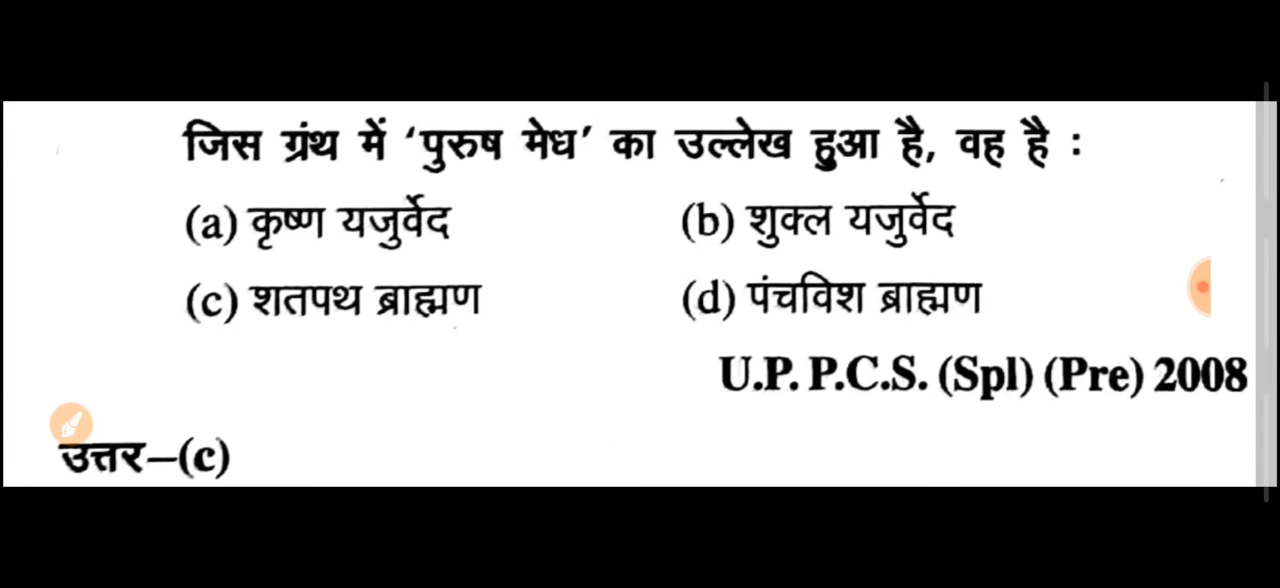 जिस ग्रंथ में ‘पुरुष मेध’ का उल्लेख हुआ है, वह है :
(a) कृष्ण यजुर्वेद (b) शुक्ल यजुर्वेद
(c) शतपथ ब्राह्मण (d) पंचविश ब्राह्मण
U.P. P.C.S. (Spl) (Pre) 2008
उत्तर–(c)